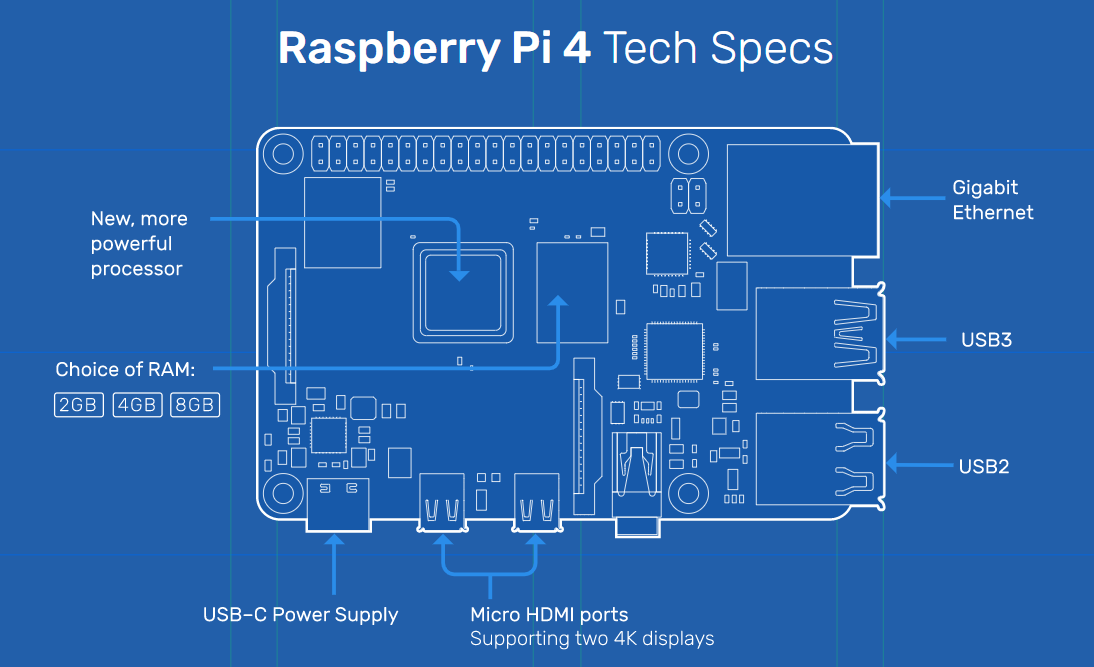 Raspberry Pi 4 Tech Specs
New, more
powerful
processor
Gigabit
Ethernet
USB3
Choice of RAM:
2GB 4GB 8GB
USB2
USB–C Power Supply
Micro HDMI ports
Supporting two 4K displays